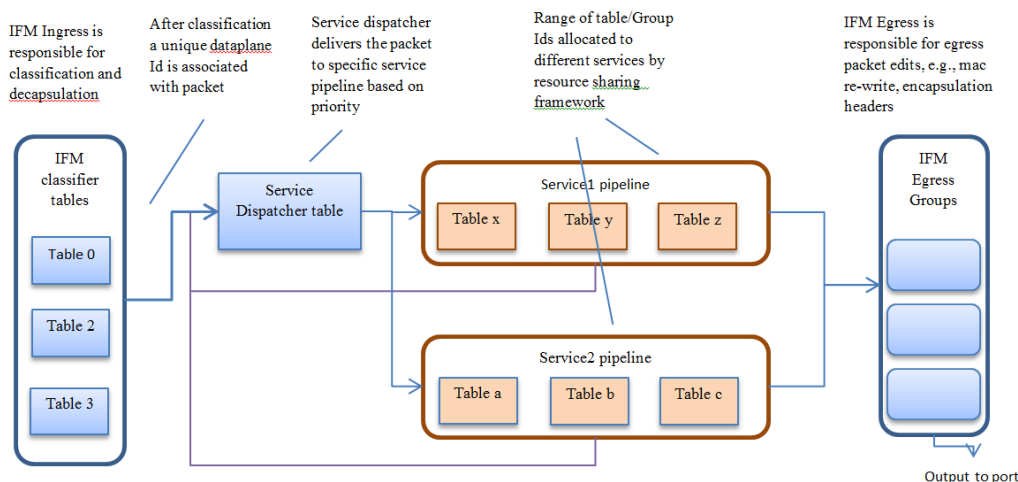 IFM Ingress is
responsible for
classification and
decapsulation
After classification
a unique dataplane
Id is associated
with packet
Service dispatcher
delivers the packet
to specific service
pipeline based on
priority
Range of table/Group
Ids allocated to
different services by
resource sharing
framework
IFM Egress is
responsible for egress
packet edits, e.g., mac
re-write, encapsulation
headers
IFM
classifier
tables
Table 0
Table 2
Table 3
Service
Dispatcher table
Service1 pipeline
Table x
Table y
Table z
Service2 pipeline
Table a
Table b
Table c
IFM
Egress
Groups
Output to port